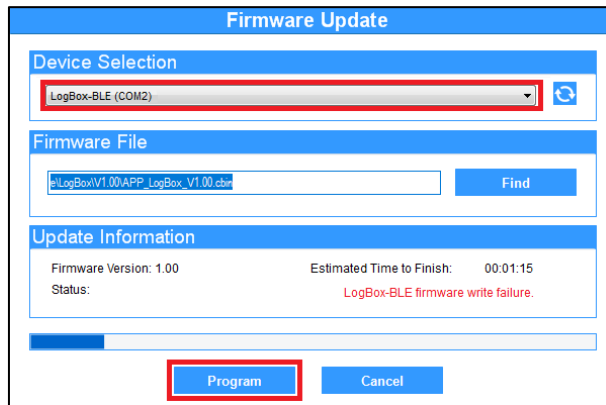 Firmware Update
Device Selection
LogBox-BLE (COM2)
Firmware File
e\LogBox\V1.00\APP_LogBox_V1.00.cbin
Find
Update Information
Firmware Version: 1.00
Estimated Time to Finish: 00:01:15
Status:
LogBox-BLE firmware write failure.
Program
Cancel